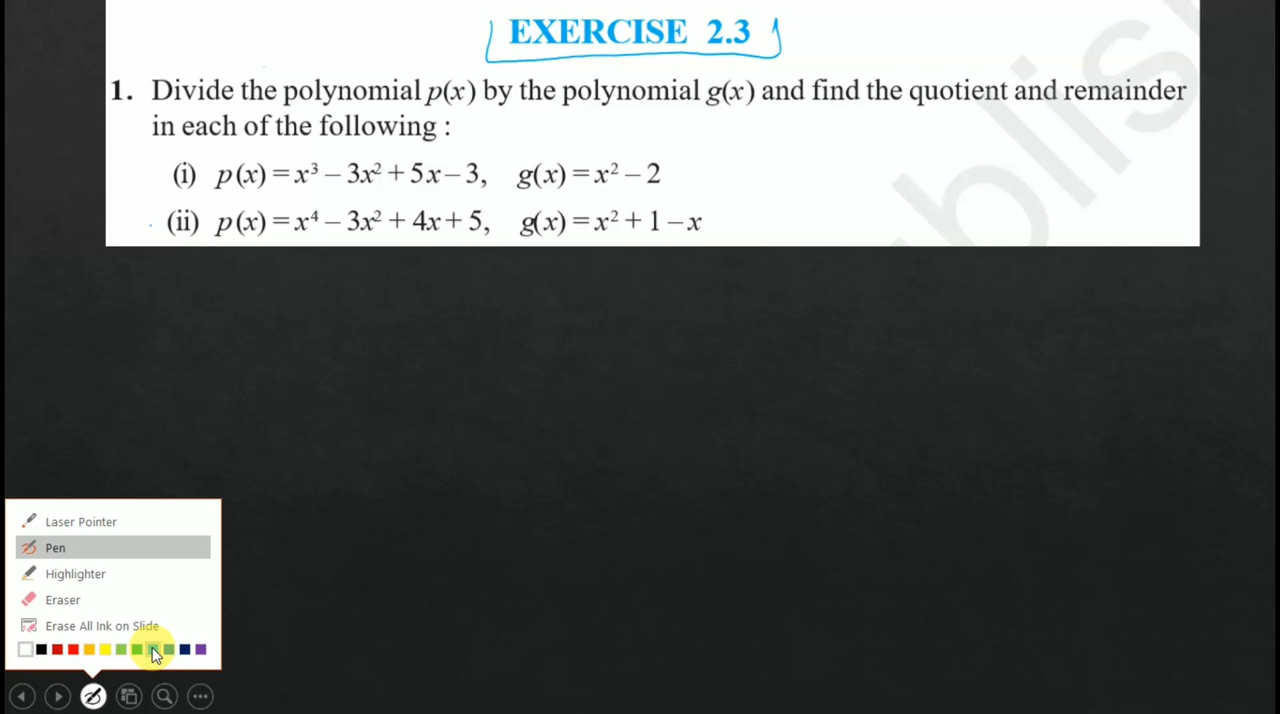 EXERCISE 2.3
1. Divide the polynomial p(x) by the polynomial g(x) and find the quotient and remainder
in each of the following :
(i) p(x) = x³ – 3x² + 5x – 3, g(x) = x² – 2
(ii) p(x) = x⁴ – 3x² + 4x + 5, g(x) = x² + 1 – x
Laser Pointer
Pen
Highlighter
Eraser
Erase All Ink on Slide